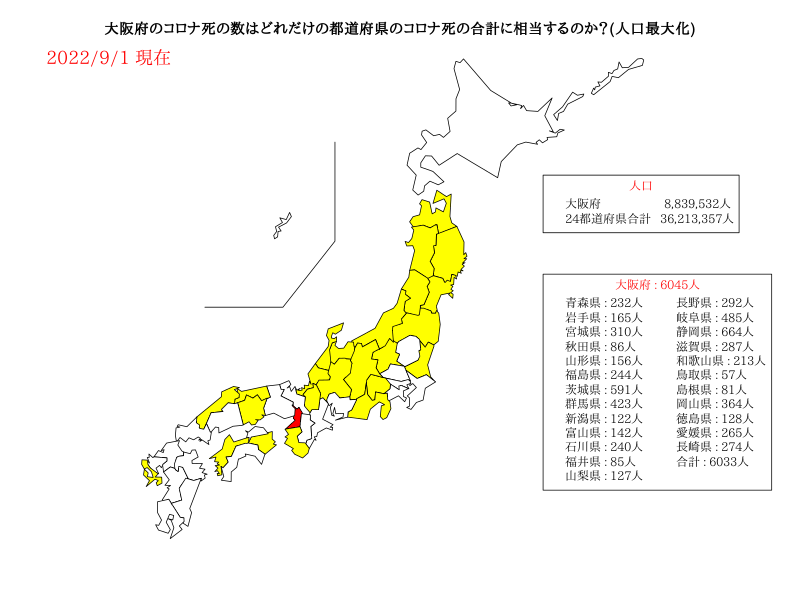 大阪府のコロナ死の数はどれだけの都道府県のコロナ死の合計に相当するのか?(人口最大化)
2022/9/1 現在
人口
大阪府 8,839,532人
24都道府県合計 36,213,357人
大阪府 : 6045人
青森県 : 232人 長野県 : 292人
岩手県 : 165人 岐阜県 : 485人
宮城県 : 310人 静岡県 : 664人
秋田県 : 86人 滋賀県 : 287人
山形県 : 156人 和歌山県 : 213人
福島県 : 244人 鳥取県 : 57人
茨城県 : 591人 島根県 : 81人
群馬県 : 423人 岡山県 : 364人
新潟県 : 122人 徳島県 : 128人
富山県 : 142人 愛媛県 : 265人
石川県 : 240人 長崎県 : 274人
福井県 : 85人 合計 : 6033人
山梨県 : 127人